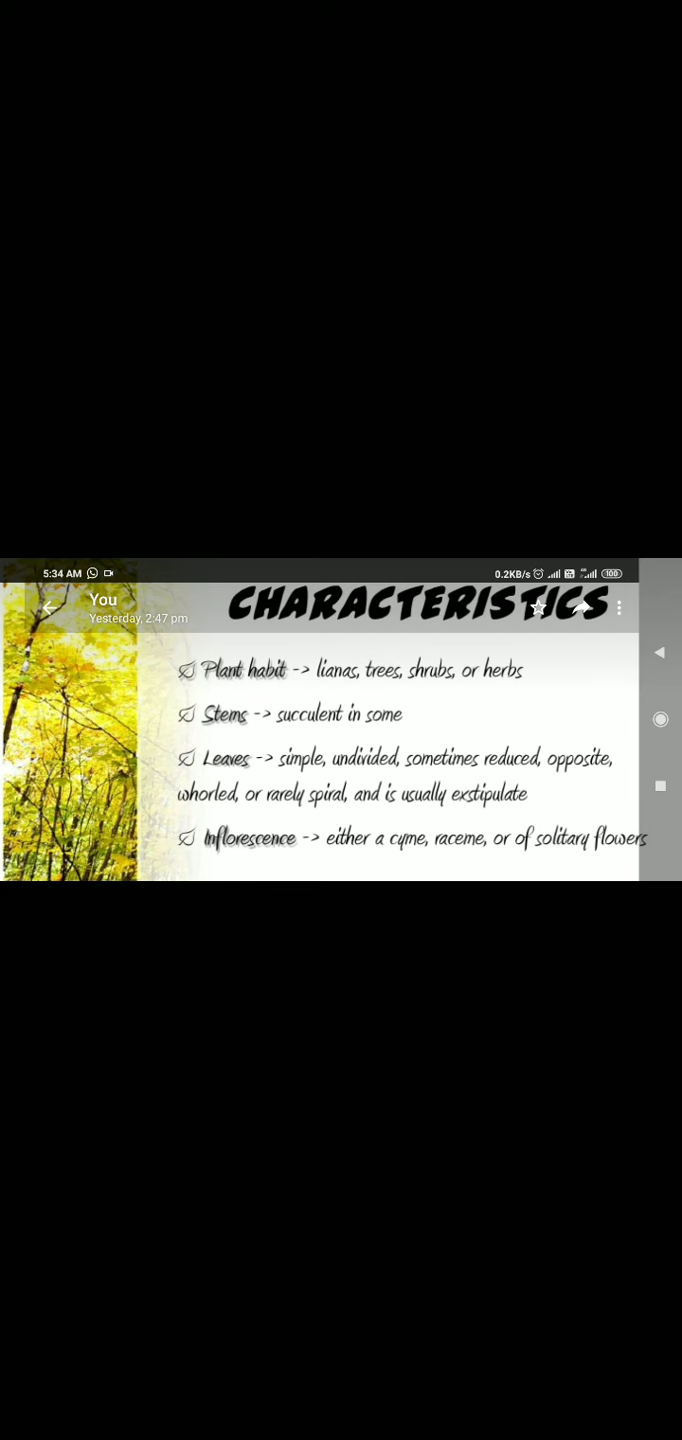 5:34 AM
0.2KB/s 100
You
Yesterday, 2:47 pm
CHARACTERISTICS
Plant habit -> lianas, trees, shrubs, or herbs
Stems -> succulent in some
Leaves -> simple, undivided, sometimes reduced, opposite,
whorled, or rarely spiral, and is usually exstipulate
Inflorescence -> either a cyme, raceme, or of solitary flowers